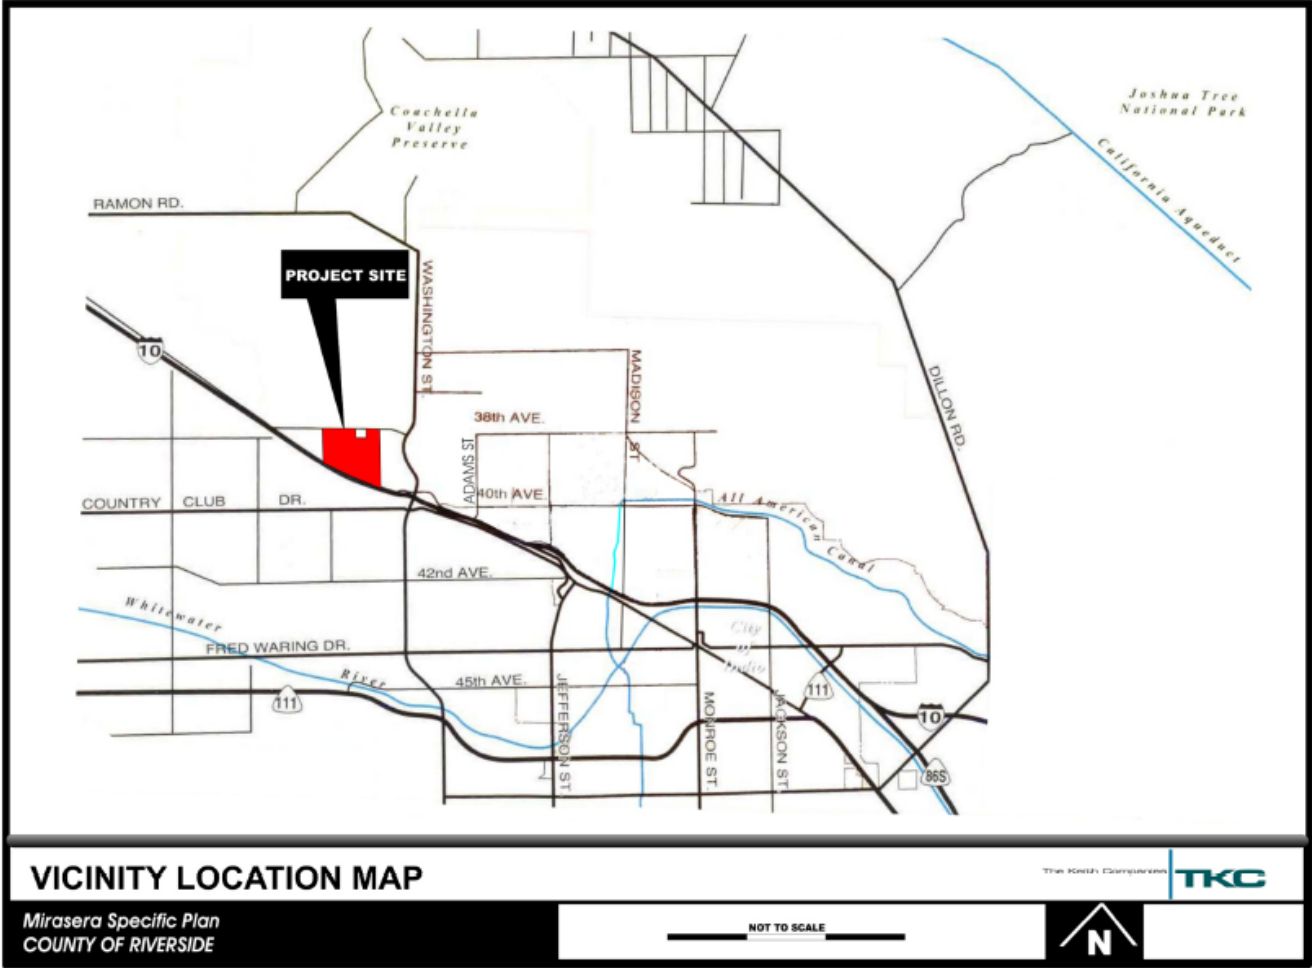 Joshua Tree
National Park
Coachella
Valley
Preserve
California Aqueduct
RAMON RD.
PROJECT SITE
WASHINGTON ST.
10
MADISON ST
DILLON RD.
38th AVE.
ADAMS ST
40th AVE.
All American Canal
COUNTRY CLUB DR.
42nd AVE.
Whitewater River
FRED WARING DR.
City
of
Indio
45th AVE.
111
JEFFERSON ST.
MONROE ST.
JACKSON ST.
111
10
86S
VICINITY LOCATION MAP
The Keith Companies
TKC
Mirasera Specific Plan
COUNTY OF RIVERSIDE
NOT TO SCALE
N